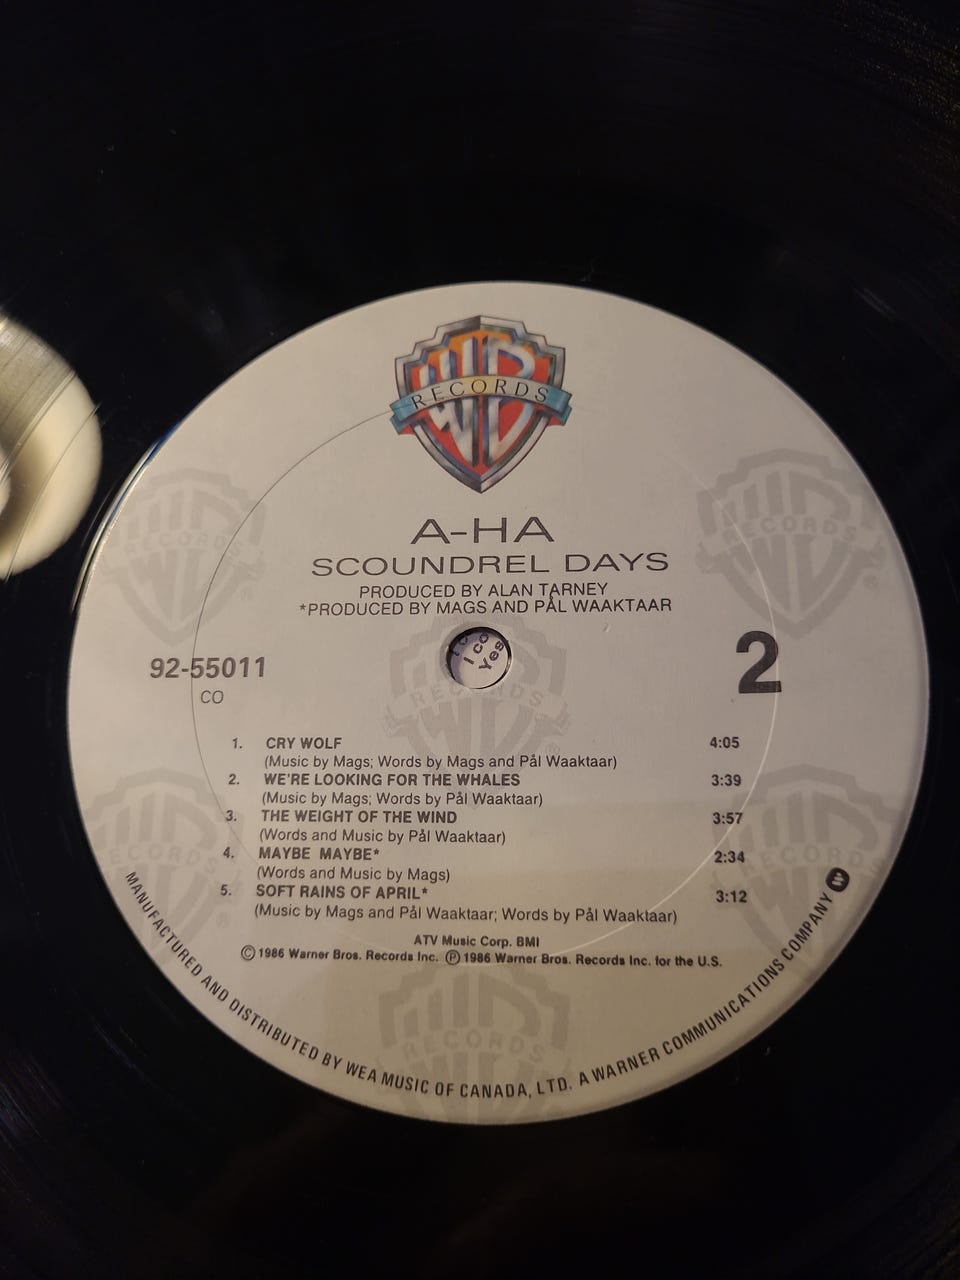 WB
RECORDS
A-HA
SCOUNDREL DAYS
PRODUCED BY ALAN TARNEY
*PRODUCED BY MAGS AND PÅL WAAKTAAR
I co
Yes
92-55011
CO
2
1. CRY WOLF 4:05
(Music by Mags; Words by Mags and Pål Waaktaar)
2. WE'RE LOOKING FOR THE WHALES 3:39
(Music by Mags; Words by Pål Waaktaar)
3. THE WEIGHT OF THE WIND 3:57
(Words and Music by Pål Waaktaar)
4. MAYBE MAYBE* 2:34
(Words and Music by Mags)
5. SOFT RAINS OF APRIL* 3:12
(Music by Mags and Pål Waaktaar; Words by Pål Waaktaar)
ATV Music Corp. BMI
Ⓒ1986 Warner Bros. Records Inc. Ⓟ1986 Warner Bros. Records Inc. for the U.S.
MANUFACTURED AND DISTRIBUTED BY WEA MUSIC OF CANADA, LTD. A WARNER COMMUNICATIONS COMPANY